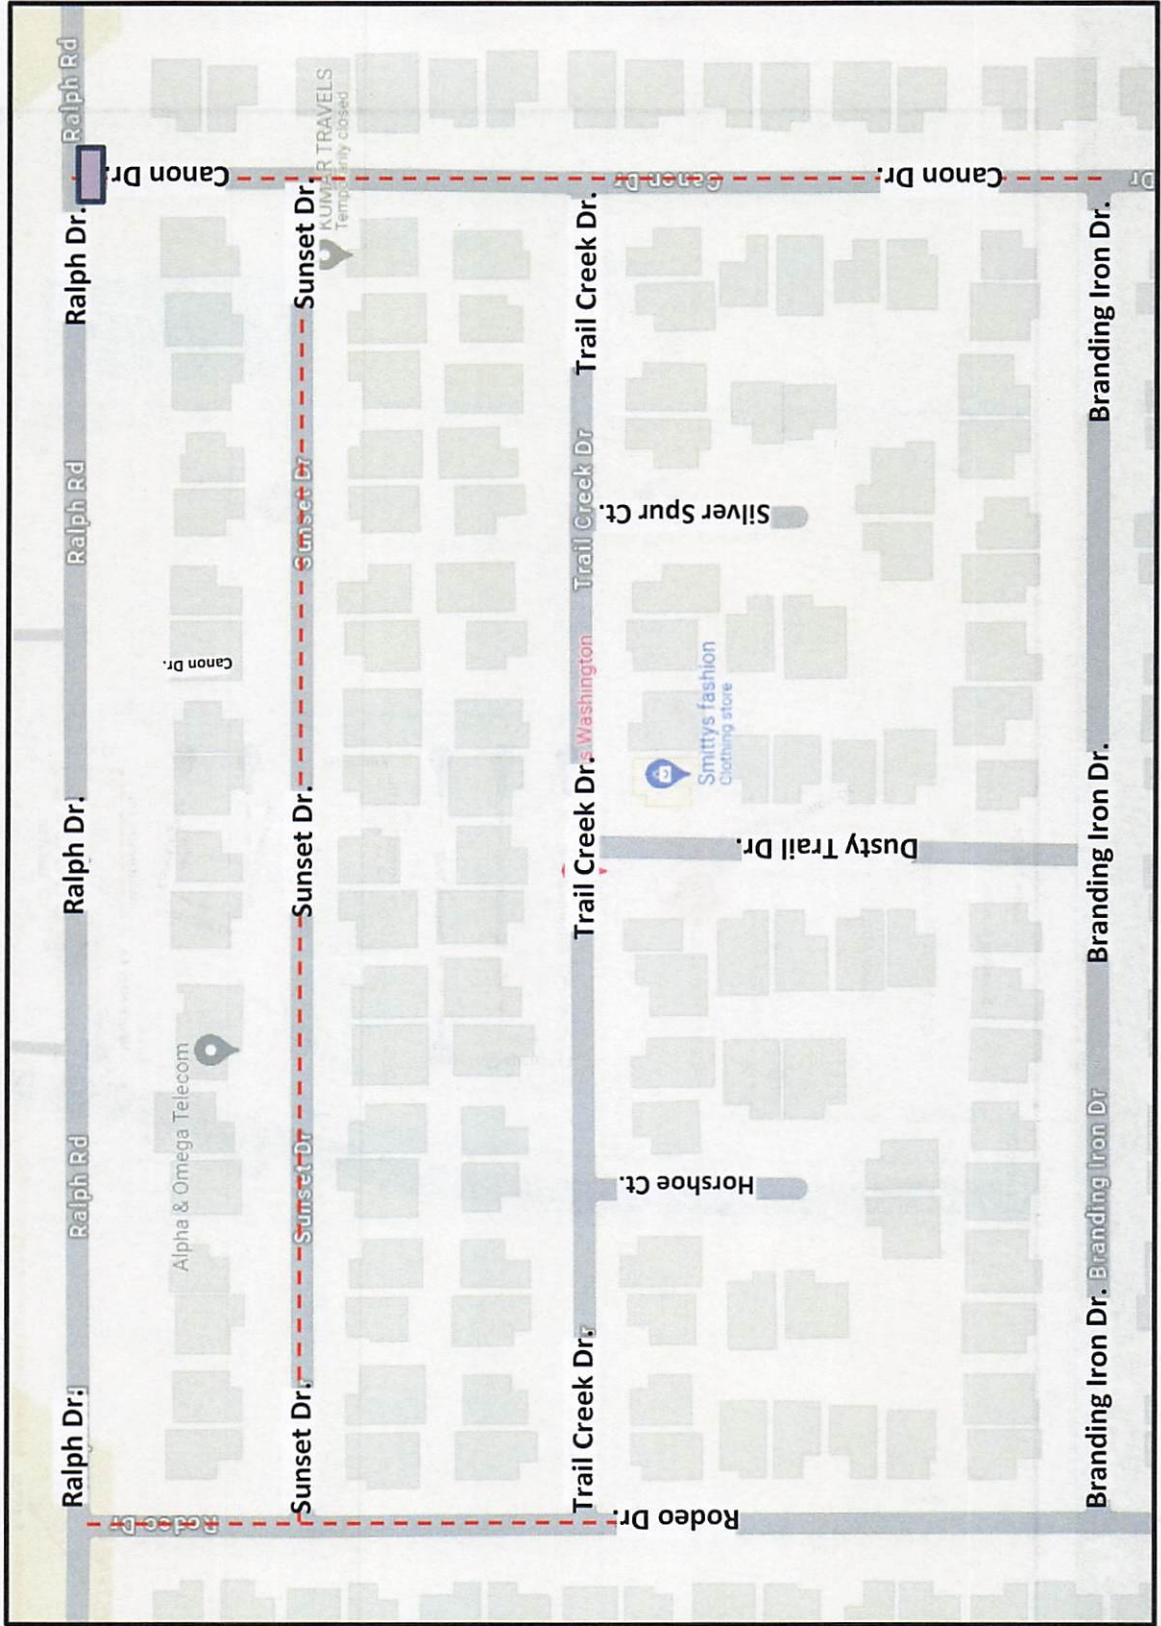 Ralph Rd
Canon Dr.
Canon Dr
Canon Dr.
Dr
KUMAR TRAVELS
Temporarily closed
Ralph Dr.
Sunset Dr.
Trail Creek Dr.
Branding Iron Dr.
Ralph Rd
Sunset Dr
Trail Creek Dr
Silver Spur Ct.
Canon Dr.
s Washington
Smittys fashion
Clothing store
Ralph Dr.
Sunset Dr.
Trail Creek Dr.
Dusty Trail Dr.
Branding Iron Dr.
Alpha & Omega Telecom
Ralph Rd
Sunset Dr
Horshoe Ct.
Branding Iron Dr
Ralph Dr.
Sunset Dr.
Trail Creek Dr.
Branding Iron Dr.
Rodeo Dr
Rodeo Dr.